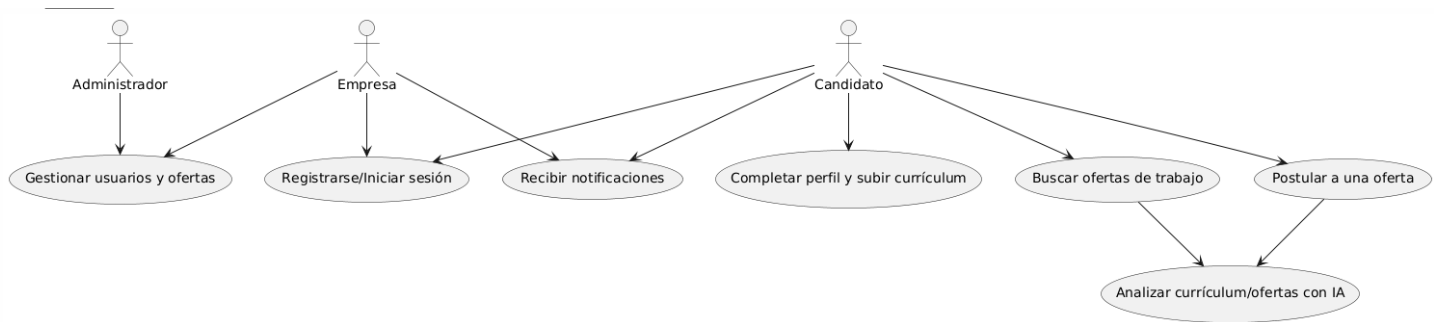 Administrador
Empresa
Candidato
Gestionar usuarios y ofertas
Registrarse/Iniciar sesión
Recibir notificaciones
Completar perfil y subir currículum
Buscar ofertas de trabajo
Postular a una oferta
Analizar currículum/ofertas con IA